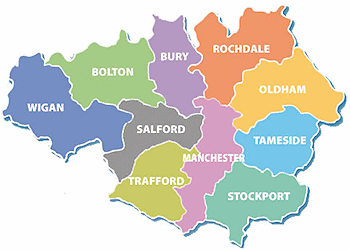 ROCHDALE
BURY
BOLTON
OLDHAM
WIGAN
SALFORD
TAMESIDE
MANCHESTER
TRAFFORD
STOCKPORT